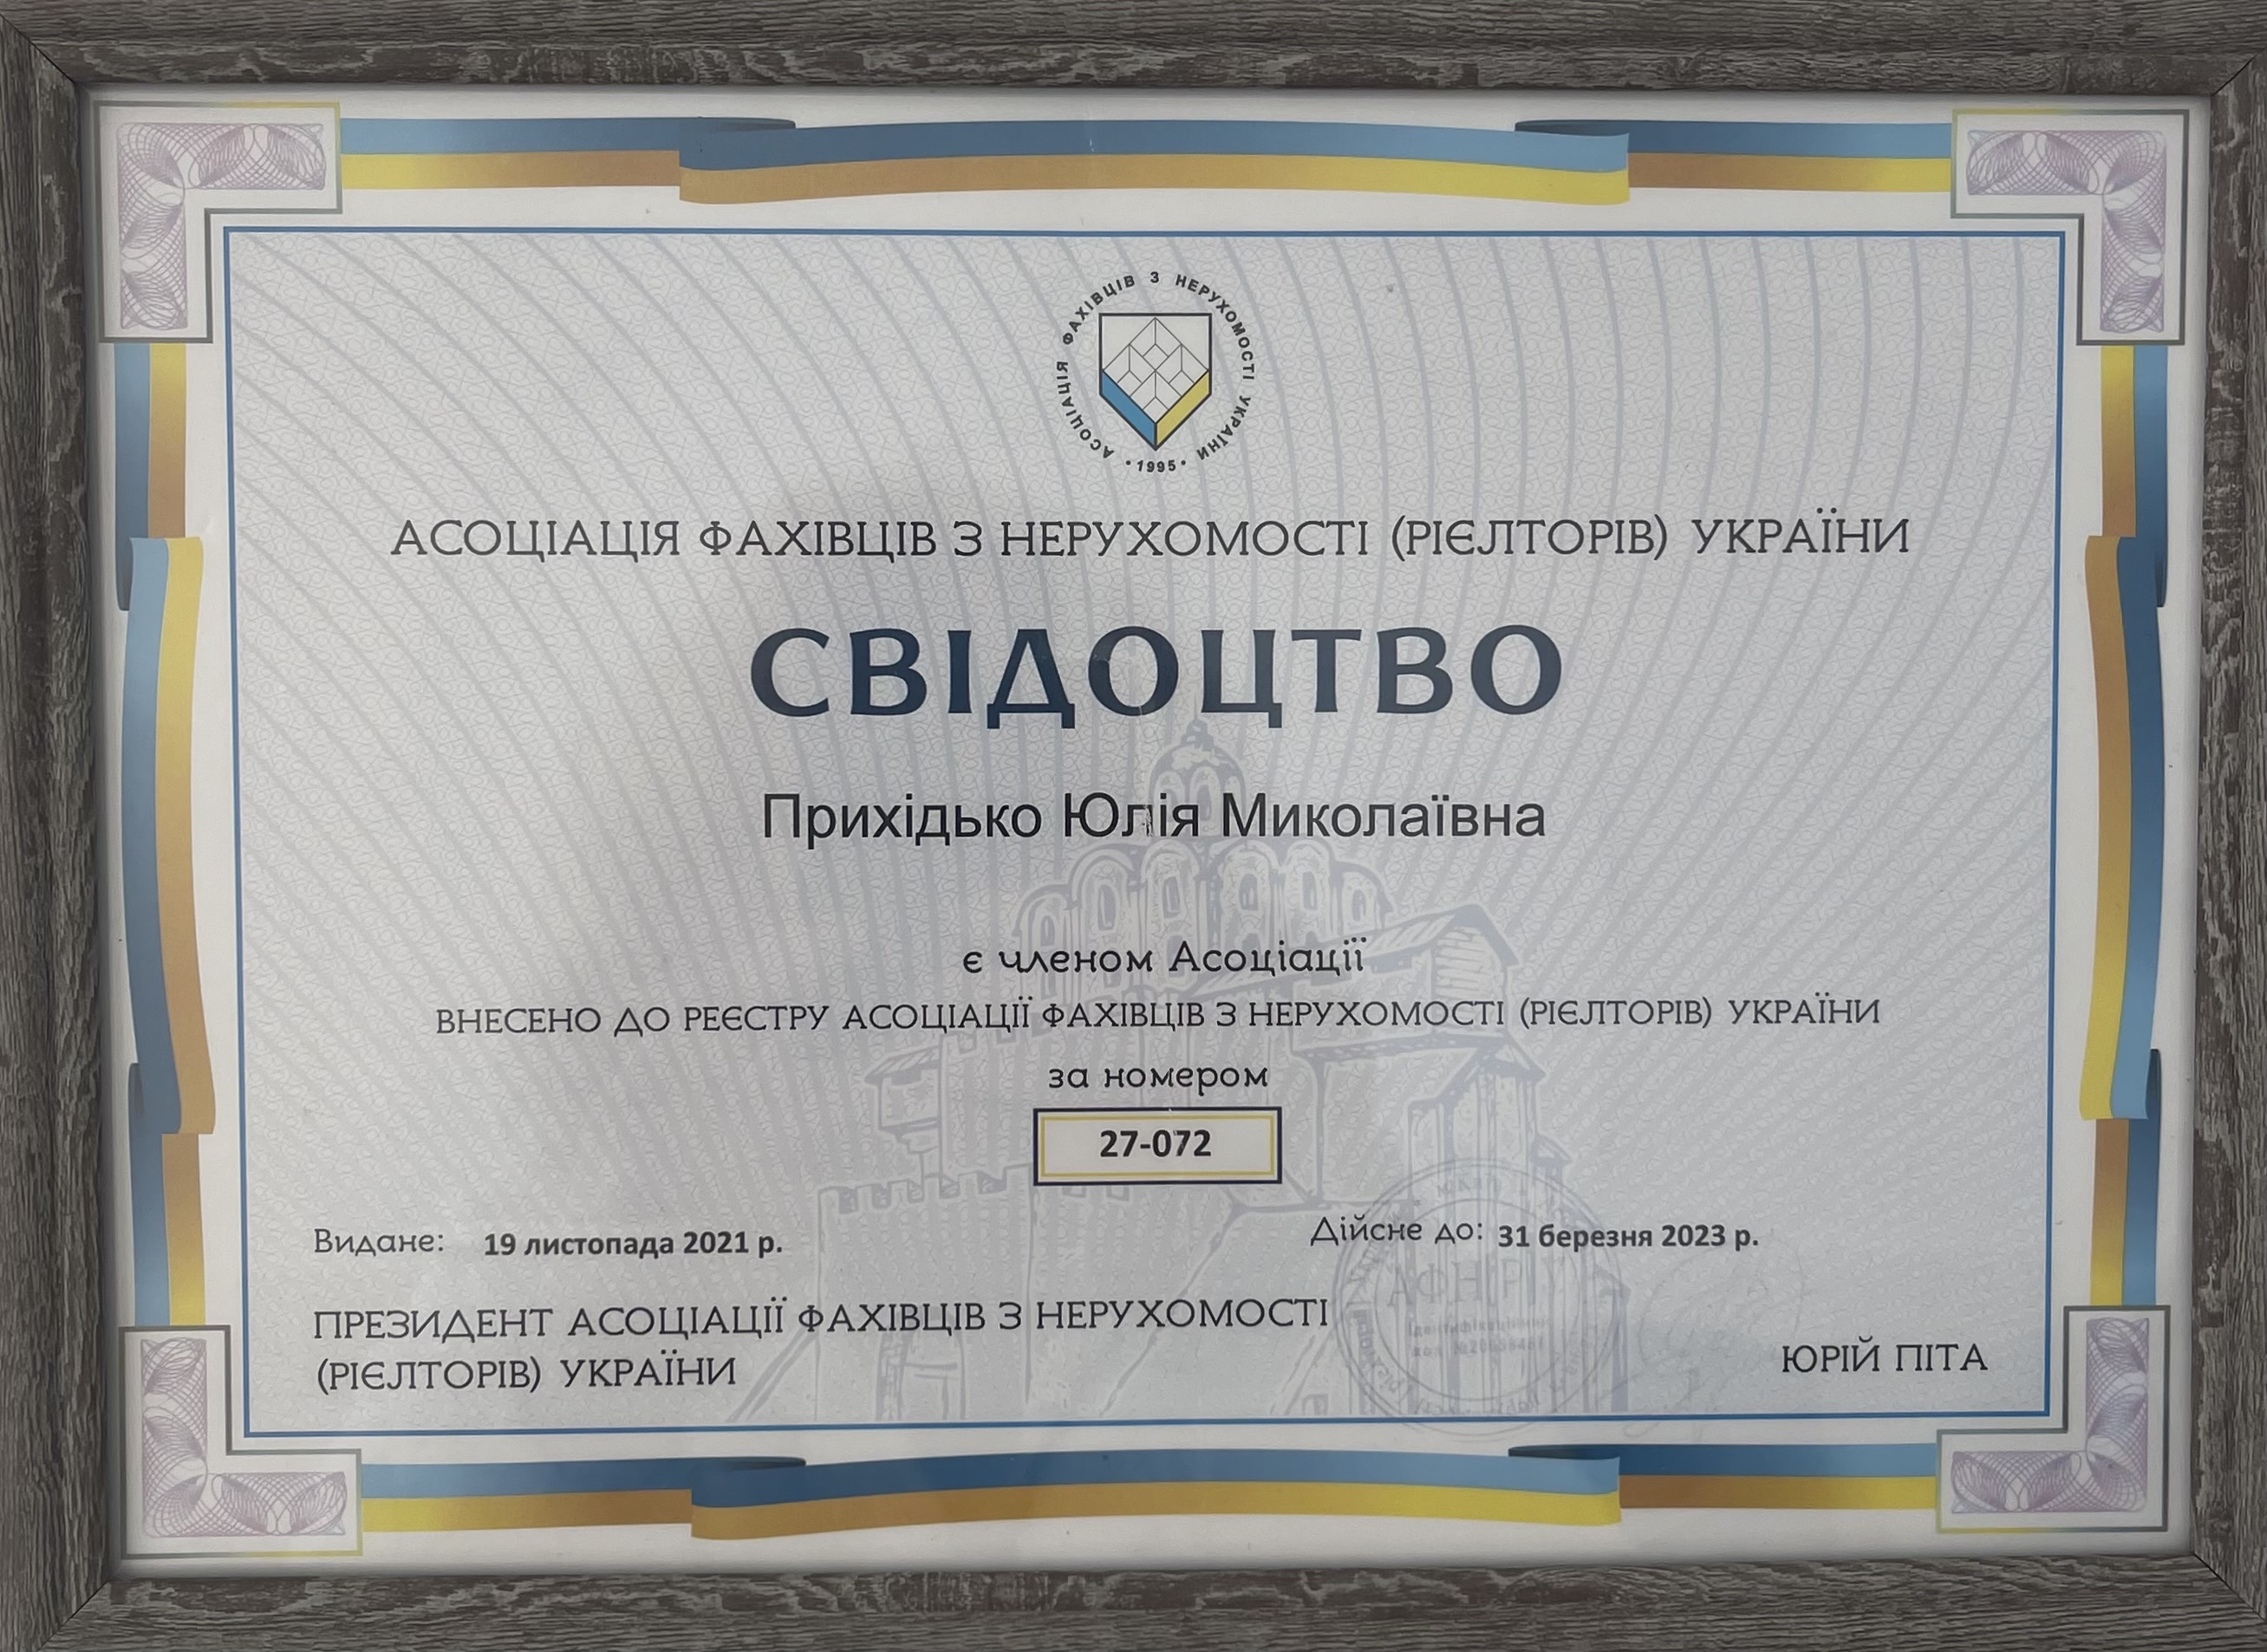 АСОЦІАЦІЯ ФАХІВЦІВ З НЕРУХОМОСТІ УКРАЇНИ
• 1995 •
АСОЦІАЦІЯ ФАХІВЦІВ З НЕРУХОМОСТІ (РІЄЛТОРІВ) УКРАЇНИ
СВІДОЦТВО
Прихідько Юлія Миколаївна
є членом Асоціації
ВНЕСЕНО ДО РЕЄСТРУ АСОЦІАЦІЇ ФАХІВЦІВ З НЕРУХОМОСТІ (РІЄЛТОРІВ) УКРАЇНИ
за номером
27-072
Видане: 19 листопада 2021 р.
Дійсне до: 31 березня 2023 р.
АФН(Р)У
ПРЕЗИДЕНТ АСОЦІАЦІЇ ФАХІВЦІВ З НЕРУХОМОСТІ
(РІЄЛТОРІВ) УКРАЇНИ
ЮРІЙ ПІТА